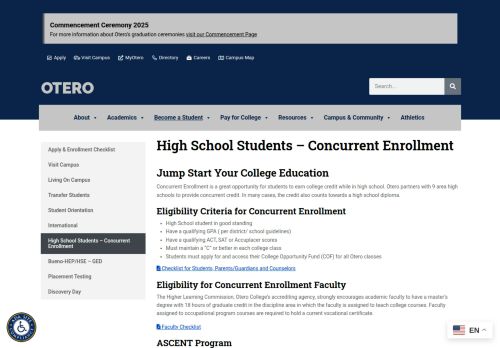 Commencement Ceremony 2025
For more information about Otero's graduation ceremonies visit our Commencement Page
Apply Visit Campus MyOtero Directory Careers Campus Map
OTERO
Search...
About Academics Become a Student Pay for College Resources Campus & Community Athletics
Apply & Enrollment Checklist
Visit Campus
Living On Campus
Transfer Students
Student Orientation
International
High School Students – Concurrent
Enrollment
Bueno-HEP/HSE – GED
Placement Testing
Discovery Day
High School Students – Concurrent Enrollment
Jump Start Your College Education
Concurrent Enrollment is a great opportunity for students to earn college credit while in high school. Otero partners with 9 area high
schools to provide concurrent credit. In many cases, the credit also counts towards a high school diploma.
Eligibility Criteria for Concurrent Enrollment
High School student in good standing
Have a qualifying GPA ( per district/ school guidelines)
Have a qualifying ACT, SAT or Accuplacer scores
Must maintain a "C" or better in each college class
Students must apply for and access their College Opportunity Fund (COF) for all Otero classes
Checklist for Students, Parents/Guardians and Counselors
Eligibility for Concurrent Enrollment Faculty
The Higher Learning Commission, Otero College's accrediting agency, strongly encourages academic faculty to have a master's
degree with 18 hours of graduate credit in the discipline area in which the faculty is assigned to teach college courses. Faculty
assigned to occupational program courses are required to hold a current vocational certificate.
Faculty Checklist
ASCENT Program
EN